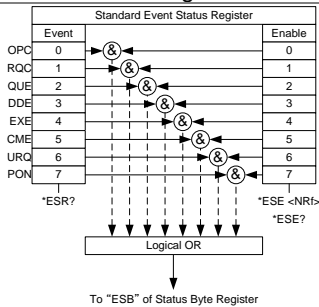 Standard Event Status Register
Event Enable
OPC 0 & 0
RQC 1 & 1
QUE 2 & 2
DDE 3 & 3
EXE 4 & 4
CME 5 & 5
URQ 6 & 6
PON 7 & 7
*ESR? *ESE <NRf>
*ESE?
Logical OR
To “ESB” of Status Byte Register